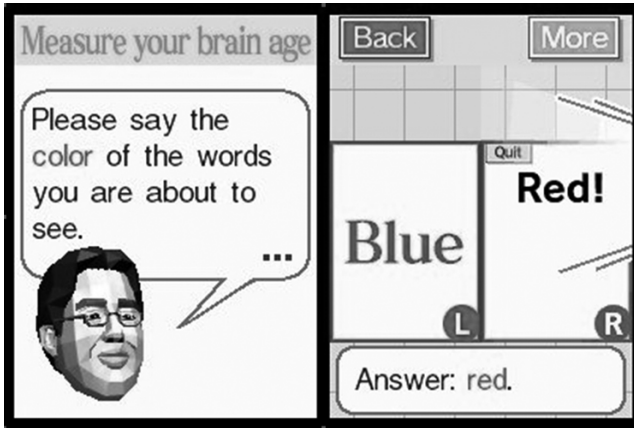 Measure your brain age
Please say the
color of the words
you are about to
see.
...
Back
More
Quit
Blue
Red!
L
R
Answer: red.